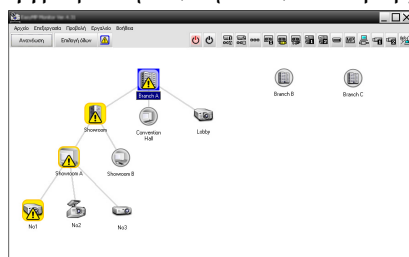 Αρχείο Επεξεργασία Προβολή Εργαλεία Βοήθεια
Ανανέωση Επιλογή όλων
Branch A Branch B Branch C
Showroom Convention Hall Lobby
Showroom A Showroom B
No1 No2 No3